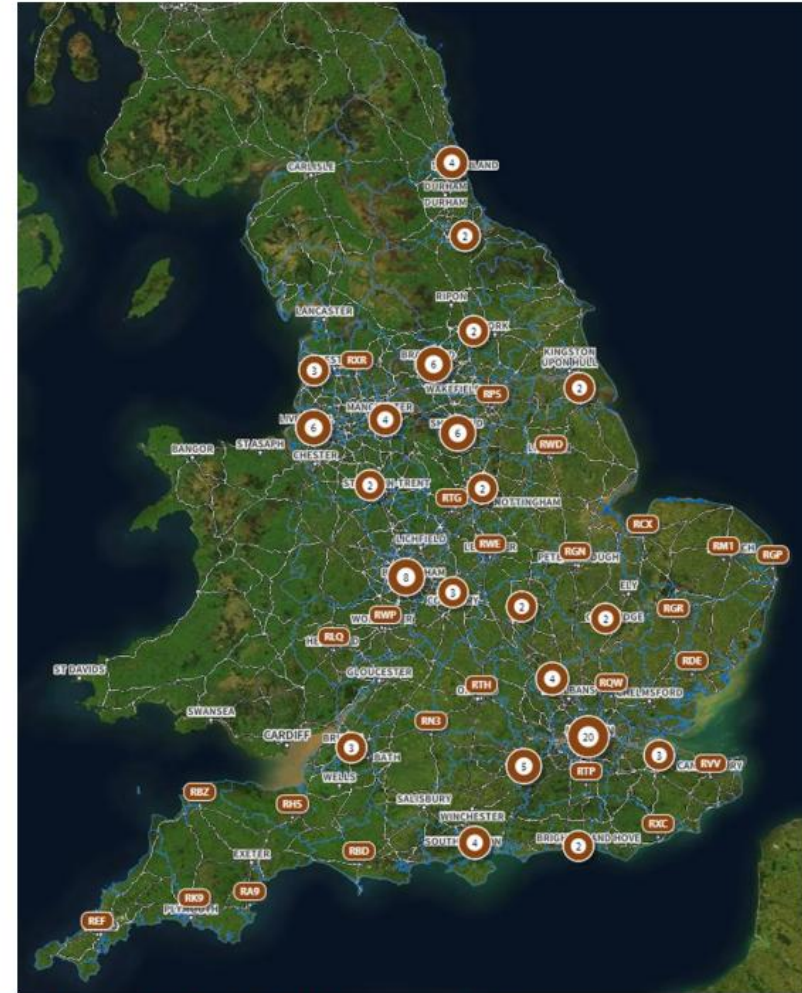 4
CARLISLE
DURHAM
DURHAM
2
RIPON
LANCASTER
2
RXR
6
KINGSTON
UPON HULL
3
2
RP5
4
6
6
RWD
BANGOR
ST ASAPH
CHESTER
2
RTG
2
NOTTINGHAM
RCX
LICHFIELD
RWE
RGN
RM1
RGP
8
3
ELY
2
2
RGR
RWP
RLQ
ST DAVIDS
GLOUCESTER
RTH
4
RQW
RDE
SWANSEA
RN3
CARDIFF
20
3
BATH
5
3
RVV
WELLS
RTP
RBZ
RH5
SALISBURY
WINCHESTER
RXC
EXETER
RBD
4
2
RK9
RA9
PLYMOUTH
REF